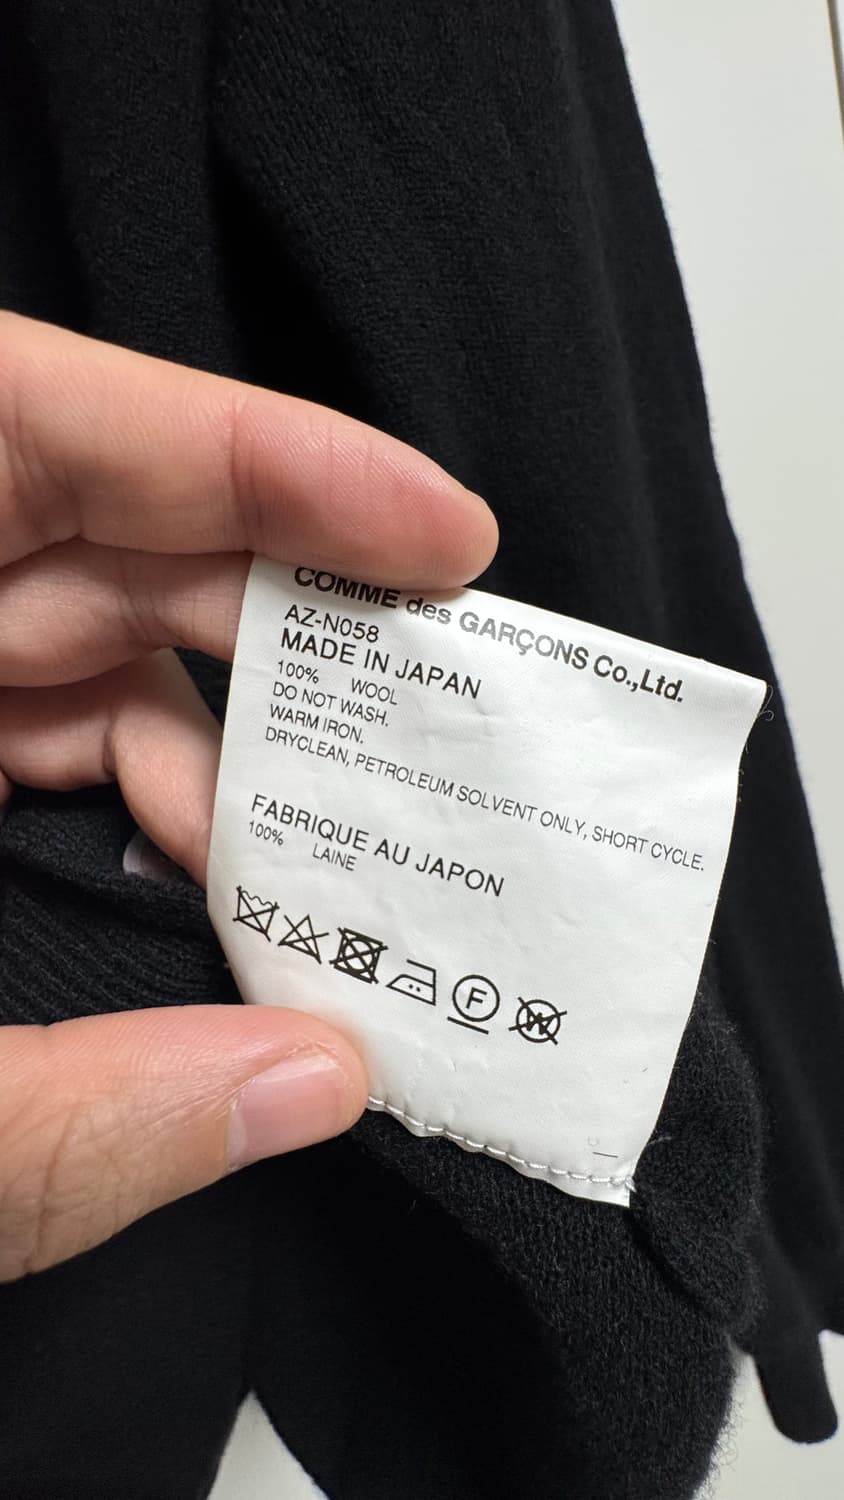 COMME des GARÇONS Co.,Ltd.
AZ-N058
MADE IN JAPAN
100% WOOL
DO NOT WASH.
WARM IRON.
DRYCLEAN, PETROLEUM SOLVENT ONLY, SHORT CYCLE.
FABRIQUE AU JAPON
100% LAINE
F W